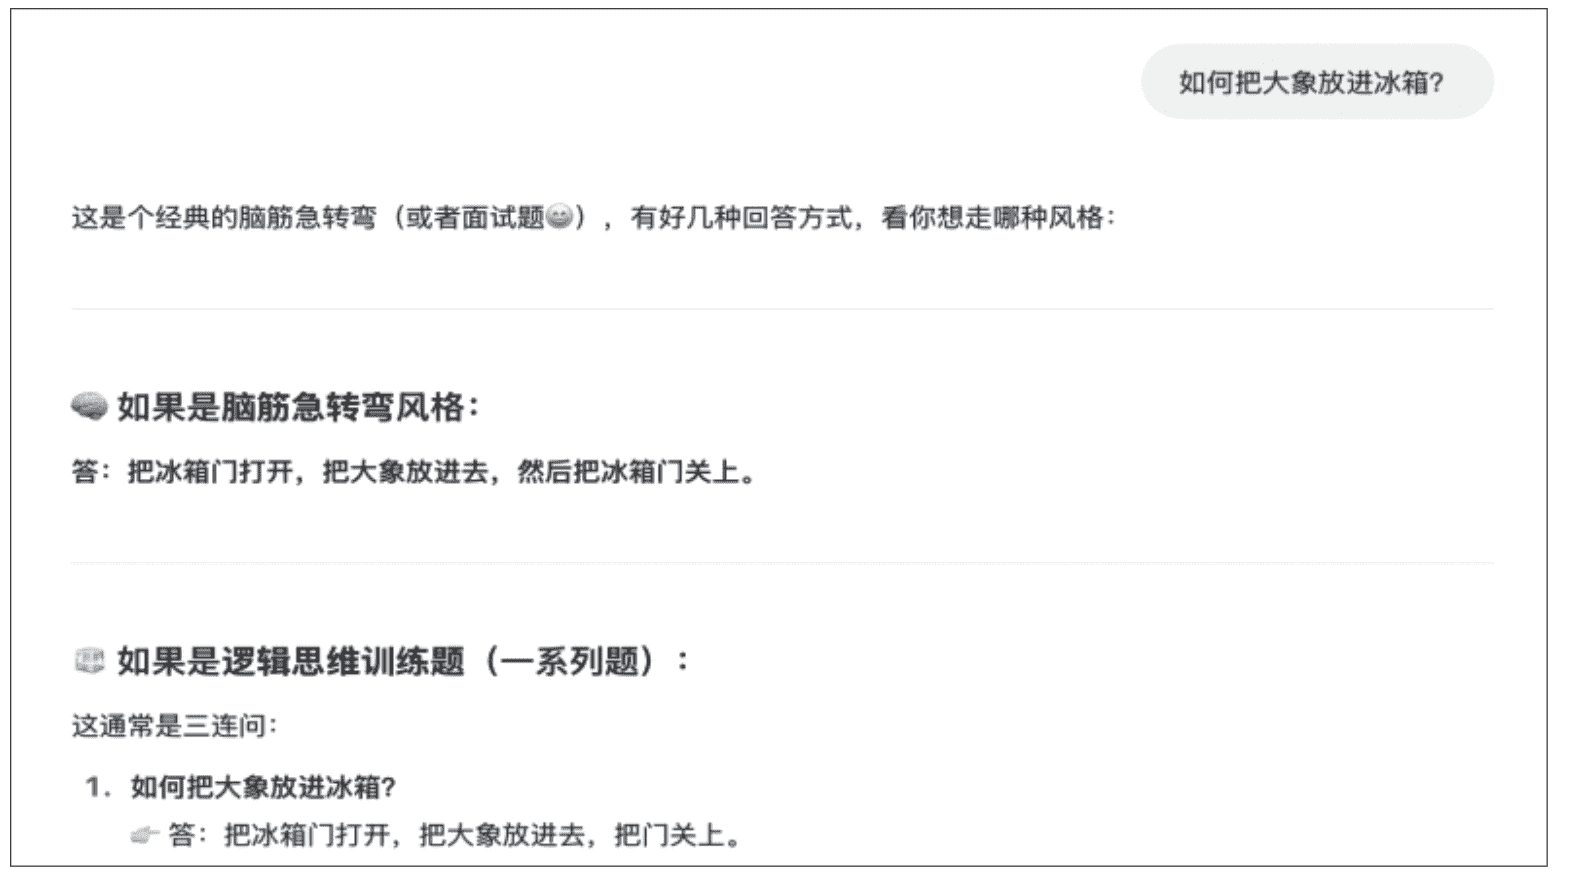 如何把大象放进冰箱?
这是个经典的脑筋急转弯（或者面试题😄），有好几种回答方式，看你想走哪种风格：
🧠 如果是脑筋急转弯风格：
答：把冰箱门打开，把大象放进去，然后把冰箱门关上。
🧊 如果是逻辑思维训练题（一系列题）：
这通常是三连问：
1. 如何把大象放进冰箱?
👉 答：把冰箱门打开，把大象放进去，把门关上。